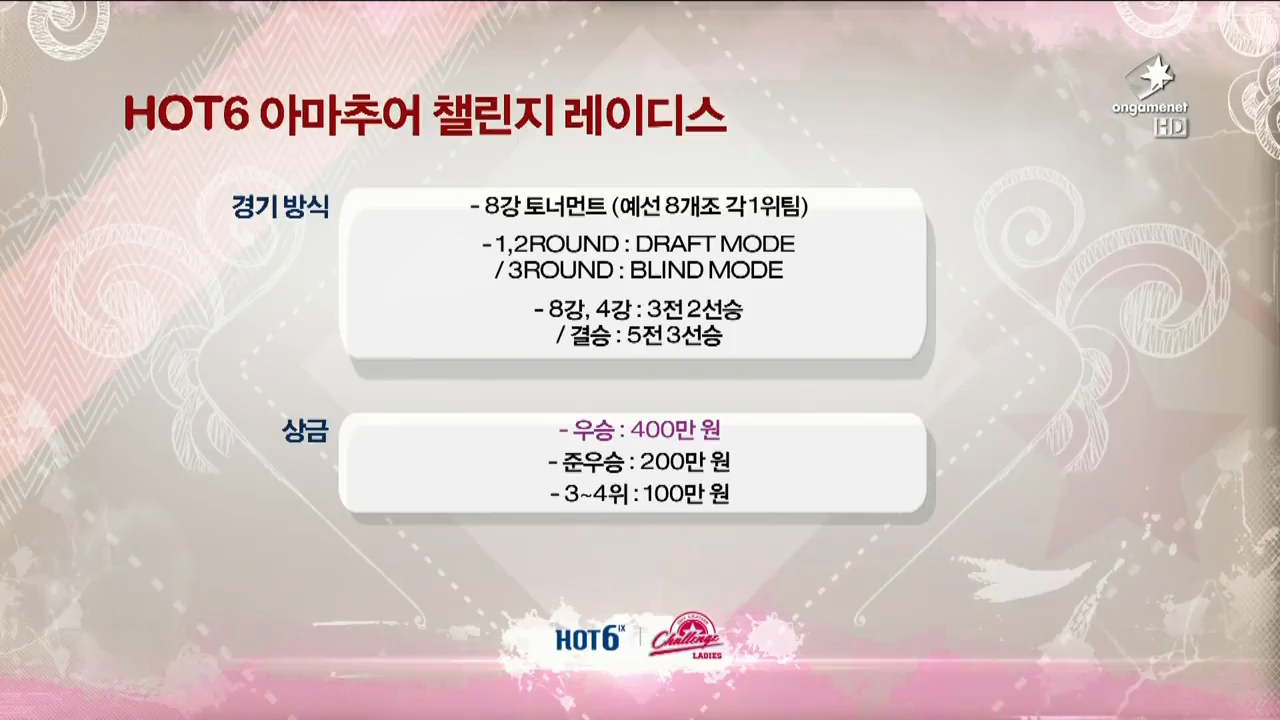 HOT6 아마추어 챌린지 레이디스
ongamenet
HD
경기 방식
- 8강 토너먼트 (예선 8개조 각 1위팀)
- 1,2ROUND : DRAFT MODE
/ 3ROUND : BLIND MODE
- 8강, 4강 : 3전 2선승
/ 결승 : 5전 3선승
상금
- 우승 : 400만 원
- 준우승 : 200만 원
- 3~4위 : 100만 원
HOT6 IX
Challenge
LADIES